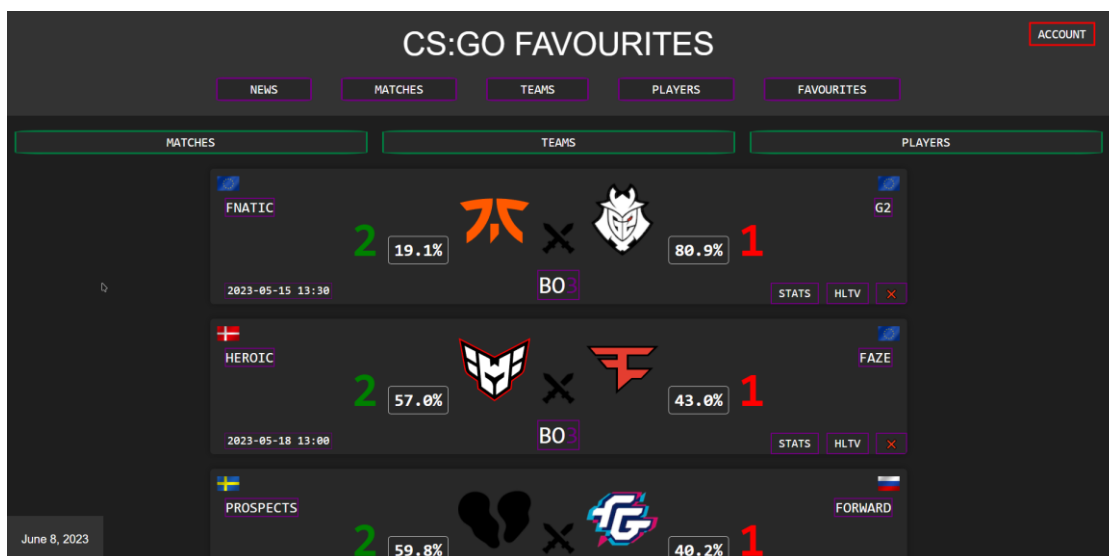 CS:GO FAVOURITES
ACCOUNT
NEWS MATCHES TEAMS PLAYERS FAVOURITES
MATCHES TEAMS PLAYERS
FNATIC G2
2 19.1% 80.9% 1
BO3
2023-05-15 13:30 STATS HLTV ×
HEROIC FAZE
2 57.0% 43.0% 1
BO3
2023-05-18 13:00 STATS HLTV ×
PROSPECTS FORWARD
2 59.8% 40.2% 1
June 8, 2023